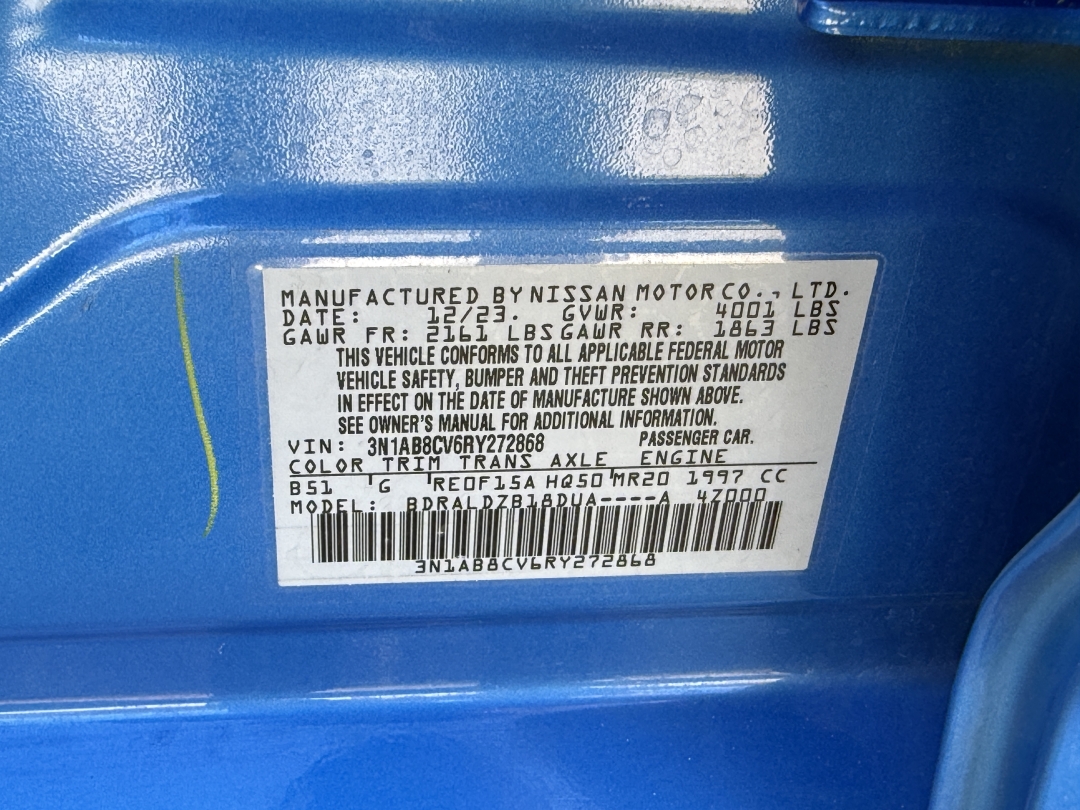 MANUFACTURED BY NISSAN MOTOR CO., LTD.
DATE: 12/23. GVWR: 4001 LBS
GAWR FR: 2161 LBS GAWR RR: 1863 LBS
THIS VEHICLE CONFORMS TO ALL APPLICABLE FEDERAL MOTOR
VEHICLE SAFETY, BUMPER AND THEFT PREVENTION STANDARDS
IN EFFECT ON THE DATE OF MANUFACTURE SHOWN ABOVE.
SEE OWNER'S MANUAL FOR ADDITIONAL INFORMATION.
VIN: 3N1AB8CV6RY272868 PASSENGER CAR.
COLOR TRIM TRANS AXLE ENGINE
B51 G RE0F15A HQ50 MR20 1997 CC
MODEL: BDRALDZB18DUA----A 4Z000
3N1AB8CV6RY272868